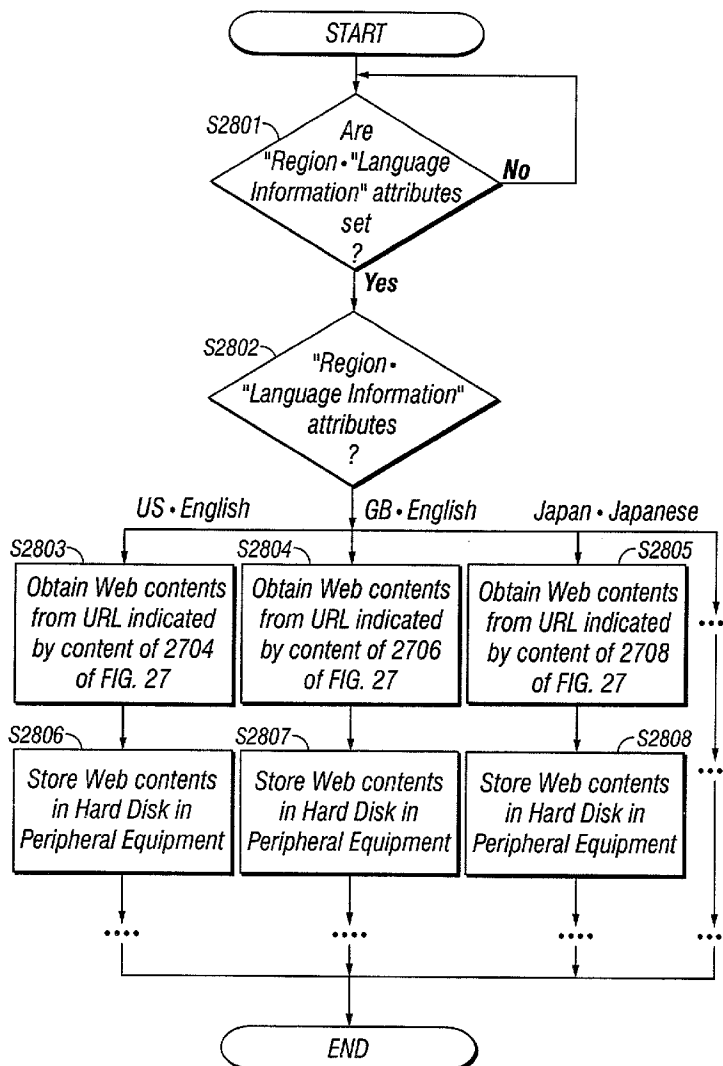 START
S2801
Are
"Region•"Language
Information" attributes
set
?
No
Yes
S2802
"Region•
"Language Information"
attributes
?
US•English
GB•English
Japan•Japanese
S2803
Obtain Web contents
from URL indicated
by content of 2704
of FIG. 27
S2804
Obtain Web contents
from URL indicated
by content of 2706
of FIG. 27
S2805
Obtain Web contents
from URL indicated
by content of 2708
of FIG. 27
•••
S2806
Store Web contents
in Hard Disk in
Peripheral Equipment
S2807
Store Web contents
in Hard Disk in
Peripheral Equipment
S2808
Store Web contents
in Hard Disk in
Peripheral Equipment
•••
••••
••••
••••
•••
END